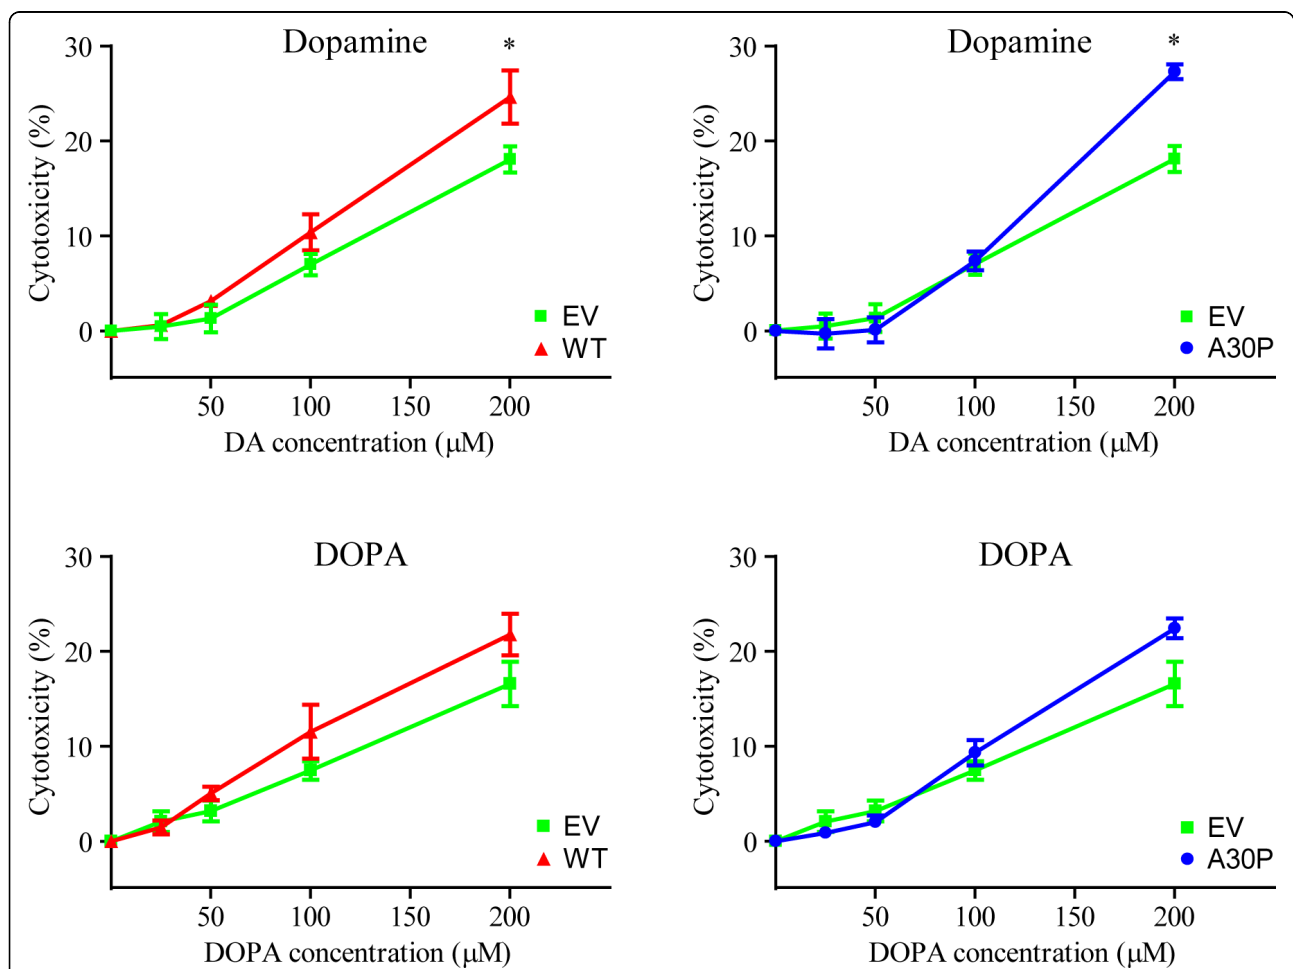 Dopamine
*
30
20
10
0
Cytotoxicity (%)
EV
WT
50 100 150 200
DA concentration (μM)
Dopamine
*
30
20
10
0
Cytotoxicity (%)
EV
A30P
50 100 150 200
DA concentration (μM)
DOPA
30
20
10
0
Cytotoxicity (%)
EV
WT
50 100 150 200
DOPA concentration (μM)
DOPA
30
20
10
0
Cytotoxicity (%)
EV
A30P
50 100 150 200
DOPA concentration (μM)